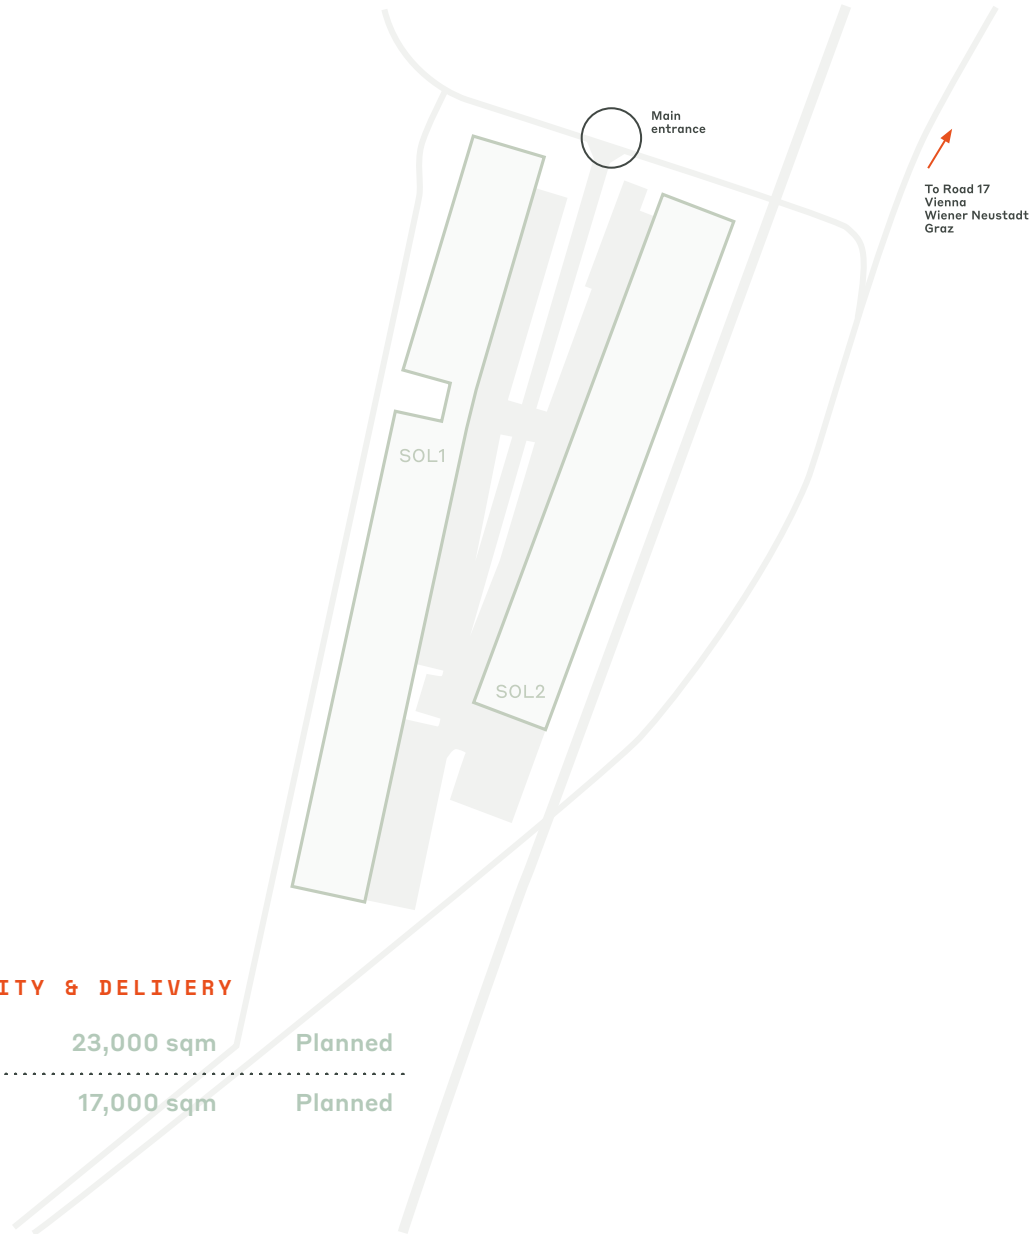 Main
entrance
To Road 17
Vienna
Wiener Neustadt
Graz
SOL1
SOL2
ITY & DELIVERY
23,000 sqm Planned
17,000 sqm Planned